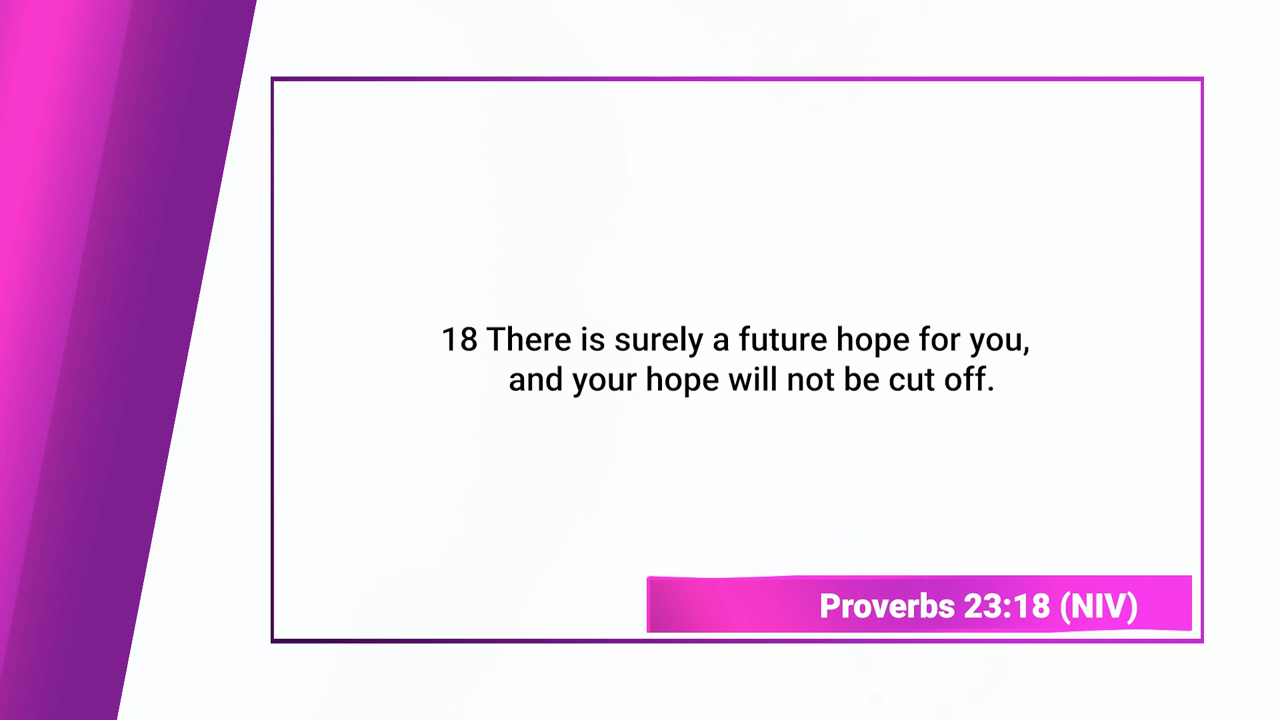 18 There is surely a future hope for you,
and your hope will not be cut off.
Proverbs 23:18 (NIV)